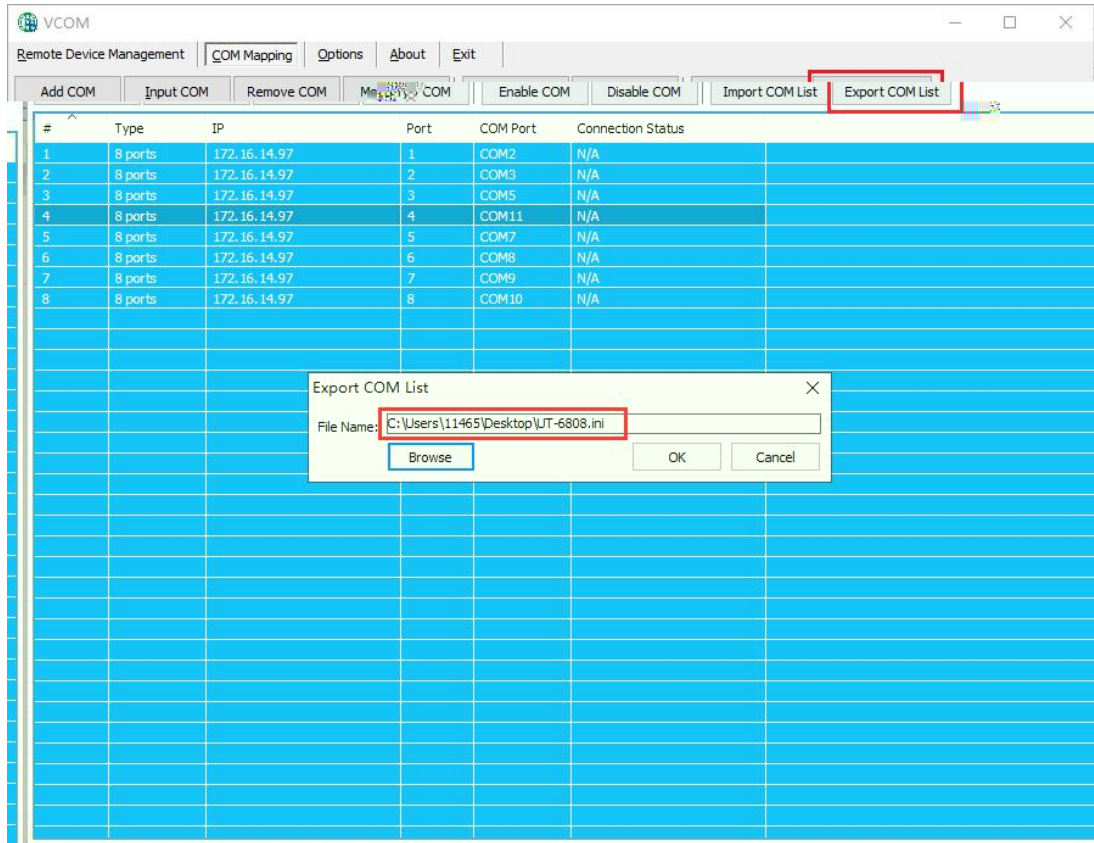 VCOM
Remote Device Management COM Mapping Options About Exit
Add COM Input COM Remove COM COM Enable COM Disable COM Import COM List Export COM List
# Type IP Port COM Port Connection Status
1 8 ports 172.16.14.97 1 COM2 N/A
2 8 ports 172.16.14.97 2 COM3 N/A
3 8 ports 172.16.14.97 3 COM5 N/A
4 8 ports 172.16.14.97 4 COM11 N/A
5 8 ports 172.16.14.97 5 COM7 N/A
6 8 ports 172.16.14.97 6 COM8 N/A
7 8 ports 172.16.14.97 7 COM9 N/A
8 8 ports 172.16.14.97 8 COM10 N/A
Export COM List
File Name: C:\Users\11465\Desktop\UT-6808.ini
Browse OK Cancel